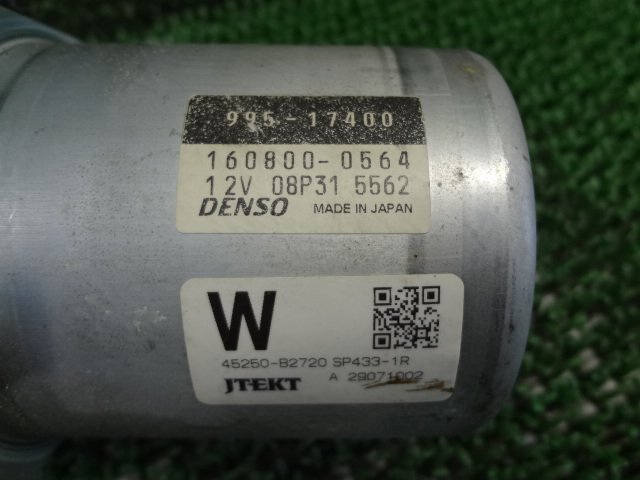 995-17400
160800-0564
12V 08P31 5562
DENSO MADE IN JAPAN
W
45250-B2720 SP433-1R
JTEKT A 29071002